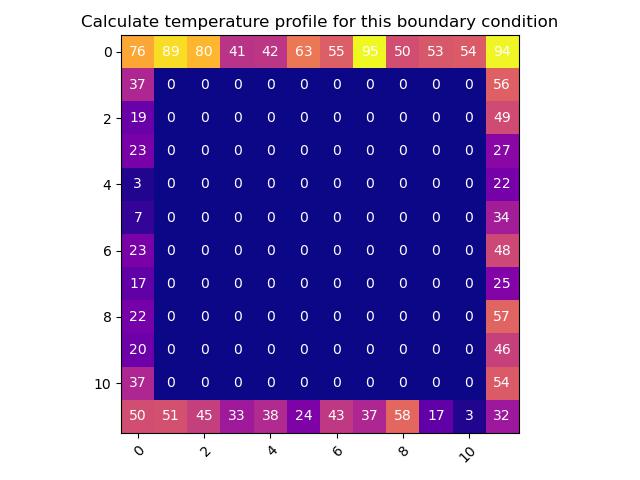 Calculate temperature profile for this boundary condition
0 76 89 80 41 42 63 55 95 50 53 54 94
37 0 0 0 0 0 0 0 0 0 0 56
2 19 0 0 0 0 0 0 0 0 0 0 49
23 0 0 0 0 0 0 0 0 0 0 27
4 3 0 0 0 0 0 0 0 0 0 0 22
7 0 0 0 0 0 0 0 0 0 0 34
6 23 0 0 0 0 0 0 0 0 0 0 48
17 0 0 0 0 0 0 0 0 0 0 25
8 22 0 0 0 0 0 0 0 0 0 0 57
20 0 0 0 0 0 0 0 0 0 0 46
10 37 0 0 0 0 0 0 0 0 0 0 54
50 51 45 33 38 24 43 37 58 17 3 32
0 2 4 6 8 10